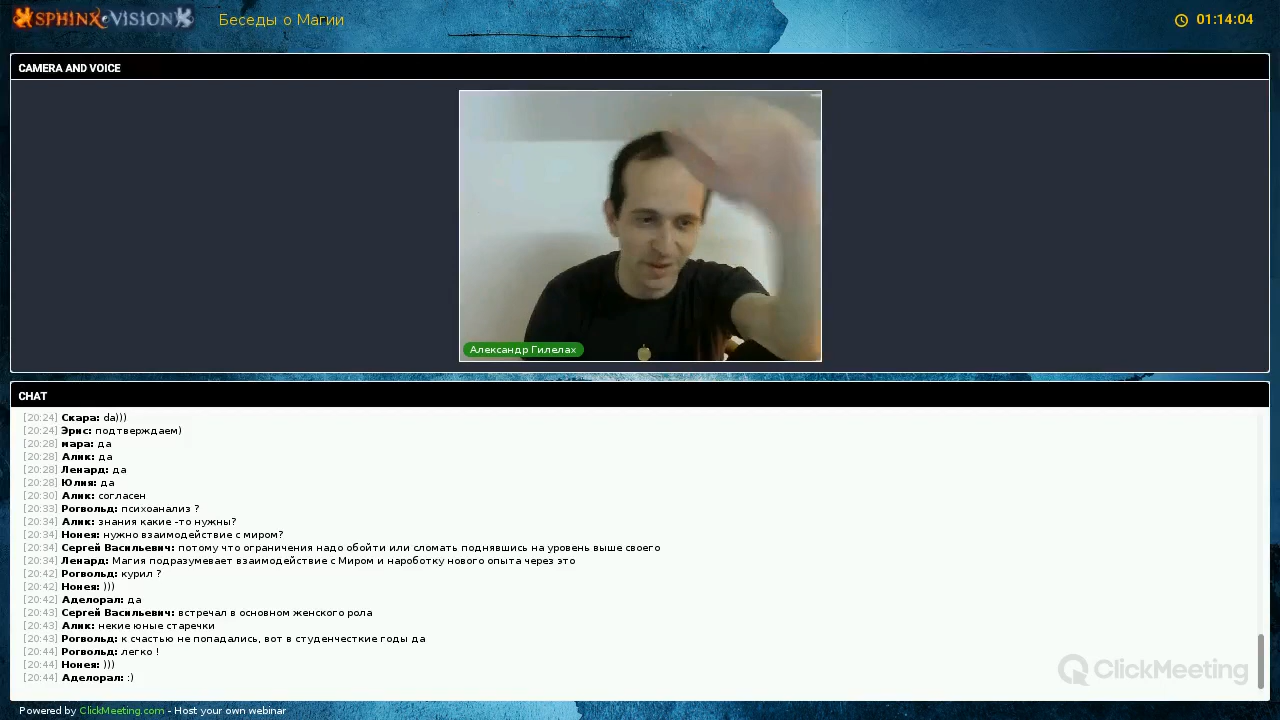 SPHINX VISION
Беседы о Магии
01:14:04
CAMERA AND VOICE
Александр Гилелах
CHAT
[20:24] Скара: da)))
[20:24] Эрис: подтверждаем)
[20:28] мара: да
[20:28] Алик: да
[20:28] Ленард: да
[20:28] Юлия: да
[20:30] Алик: согласен
[20:33] Рогвольд: психоанализ ?
[20:34] Алик: знания какие -то нужны?
[20:34] Нонея: нужно взаимодействие с миром?
[20:34] Сергей Васильевич: потому что ограничения надо обойти или сломать поднявшись на уровень выше своего
[20:34] Ленард: Магия подразумевает взаимодействие с Миром и нароботку нового опыта через это
[20:42] Рогвольд: курил ?
[20:42] Нонея: )))
[20:42] Аделорал: да
[20:43] Сергей Васильевич: встречал в основном женского рола
[20:43] Алик: некие юные старечки
[20:43] Рогвольд: к счастью не попадались, вот в студенчесткие годы да
[20:44] Рогвольд: легко !
[20:44] Нонея: )))
[20:44] Аделорал: :)
ClickMeeting
Powered by ClickMeeting.com - Host your own webinar